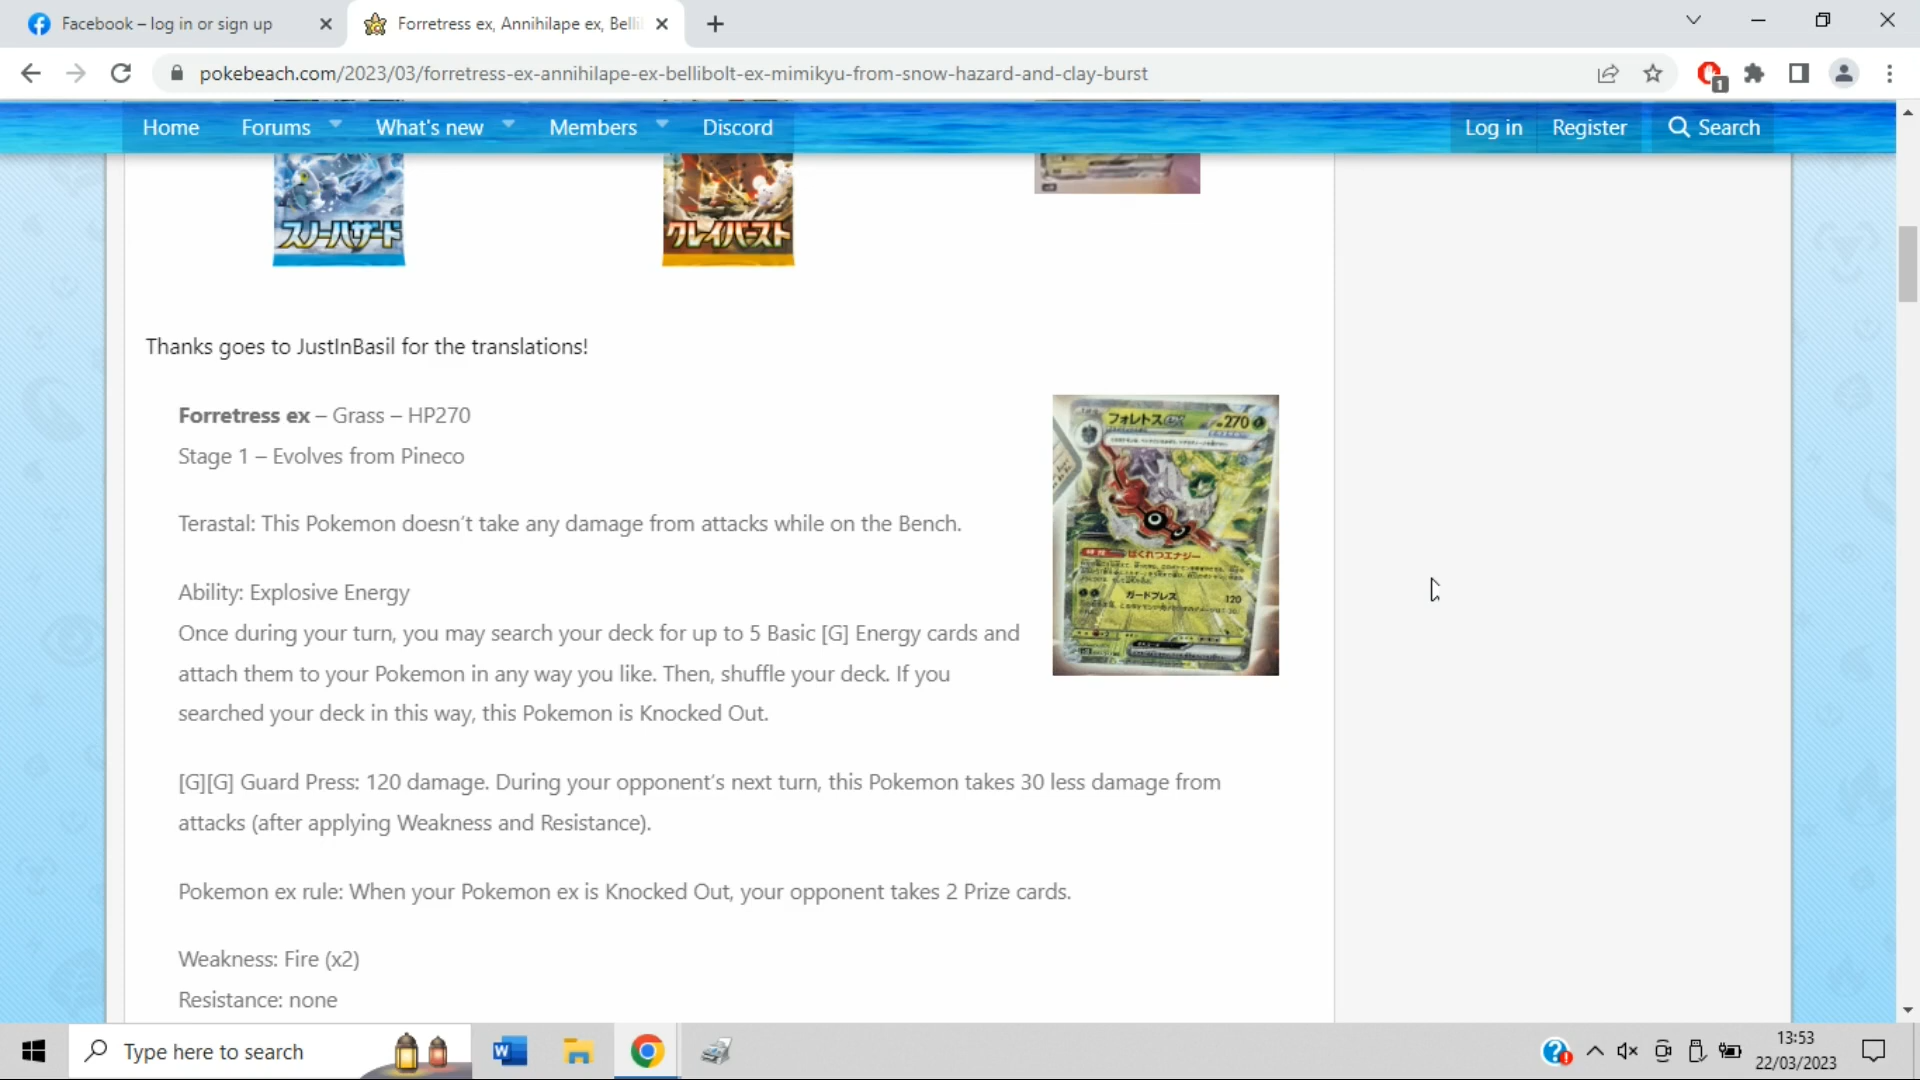 Facebook – log in or sign up
Forretress ex, Annihilape ex, Belli
pokebeach.com/2023/03/forretress-ex-annihilape-ex-bellibolt-ex-mimikyu-from-snow-hazard-and-clay-burst
1
Home
Forums
What's new
Members
Discord
Log in
Register
Search
スノーハザード
クレイバースト
Thanks goes to JustInBasil for the translations!
Forretress ex – Grass – HP270
Stage 1 – Evolves from Pineco
フォレトスex
270
Terastal: This Pokemon doesn't take any damage from attacks while on the Bench.
Ability: Explosive Energy
ばくれつエナジー
Once during your turn, you may search your deck for up to 5 Basic [G] Energy cards and
attach them to your Pokemon in any way you like. Then, shuffle your deck. If you
searched your deck in this way, this Pokemon is Knocked Out.
ガードプレス 120
[G][G] Guard Press: 120 damage. During your opponent's next turn, this Pokemon takes 30 less damage from
attacks (after applying Weakness and Resistance).
Pokemon ex rule: When your Pokemon ex is Knocked Out, your opponent takes 2 Prize cards.
Weakness: Fire (x2)
Resistance: none
Type here to search
W
13:53
22/03/2023